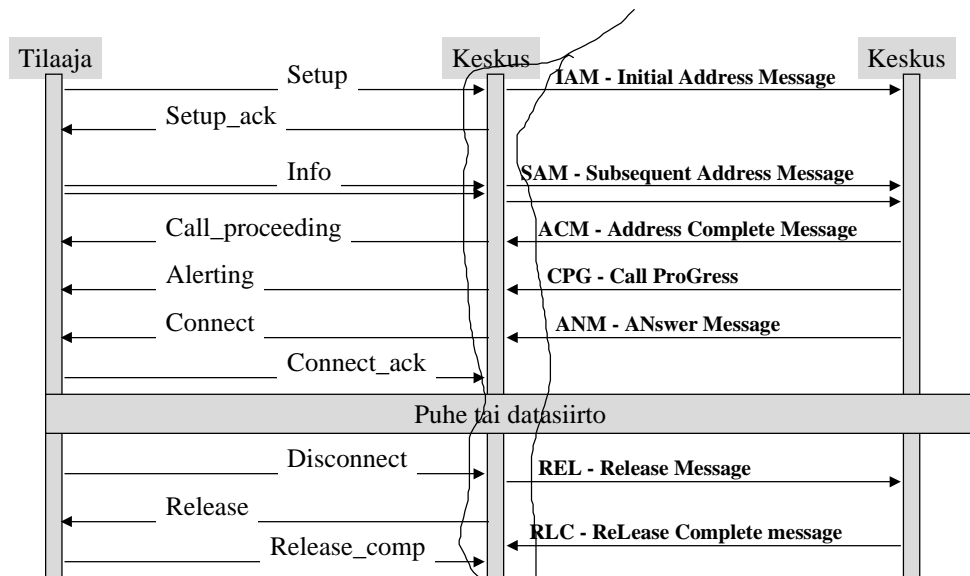 Tilaaja
Keskus
Keskus
Setup
IAM - Initial Address Message
Setup_ack
Info
SAM - Subsequent Address Message
Call_proceeding
ACM - Address Complete Message
Alerting
CPG - Call ProGress
Connect
ANM - ANswer Message
Connect_ack
Puhe tai datasiirto
Disconnect
REL - Release Message
Release
RLC - ReLease Complete message
Release_comp